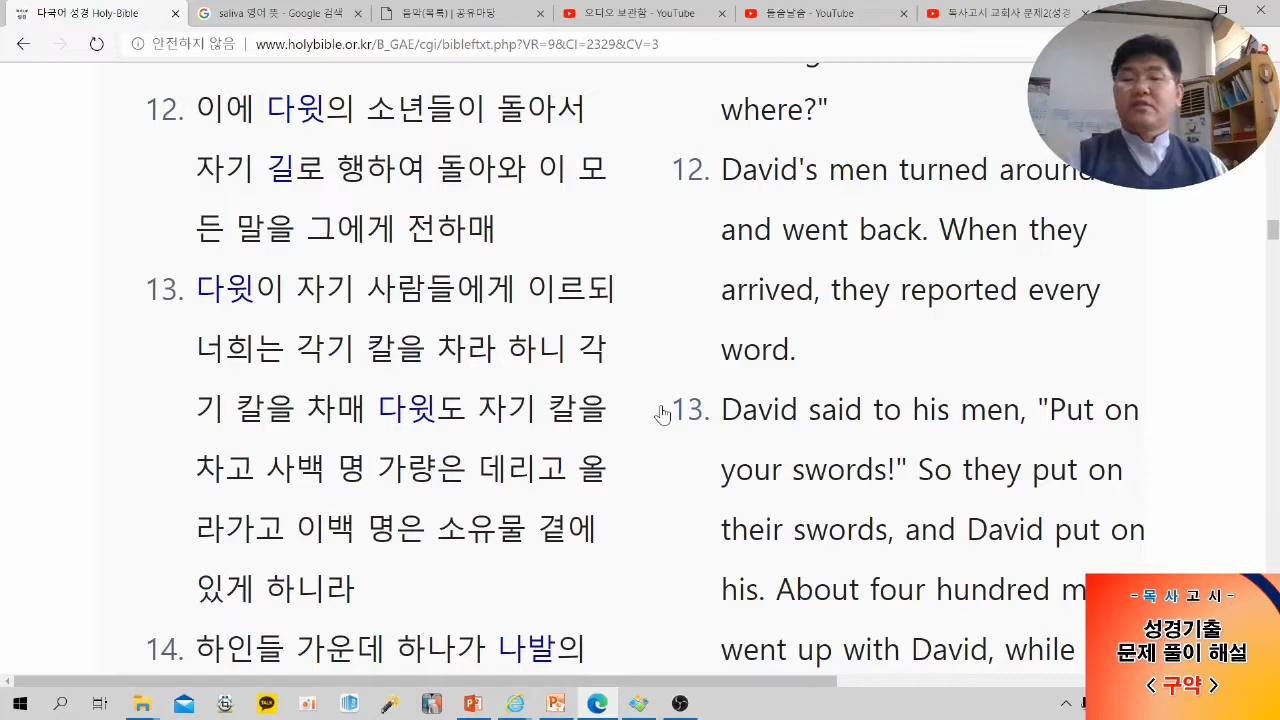 다국어 성경 Holy-Bible
saliva 영어 뜻 - Google 검색
음악(목록) | 공유마당
오디오 보관함 - YouTube
돌숨날숨 - YouTube
목사고시 교회사 문제2(성경
안전하지 않음
www.holybible.or.kr/B_GAE/cgi/bibleftxt.php?VR=9&CI=2329&CV=3
12. 이에 다윗의 소년들이 돌아서
자기 길로 행하여 돌아와 이 모
든 말을 그에게 전하매
13. 다윗이 자기 사람들에게 이르되
너희는 각기 칼을 차라 하니 각
기 칼을 차매 다윗도 자기 칼을
차고 사백 명 가량은 데리고 올
라가고 이백 명은 소유물 곁에
있게 하니라
14. 하인들 가운데 하나가 나발의
where?"
12. David's men turned around
and went back. When they
arrived, they reported every
word.
13. David said to his men, "Put on
your swords!" So they put on
their swords, and David put on
his. About four hundred m
went up with David, while
- 목 사 고 시 -
성경기출
문제 풀이 해설
< 구약 >
TALK